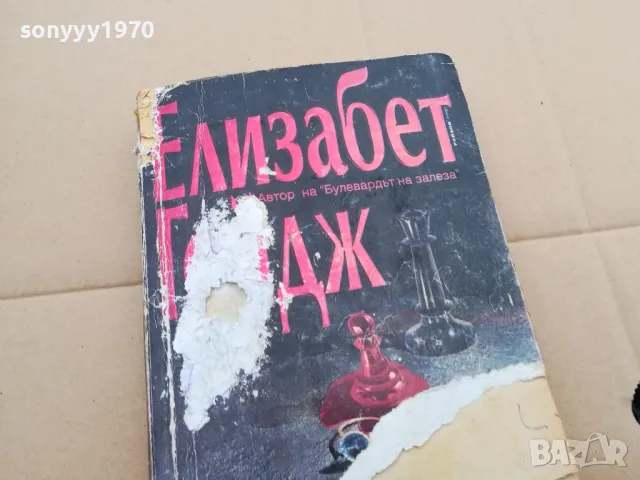 sonyyy1970
Елизабет
Автор на "Булевардът на залеза"
Г дж
BAZAR